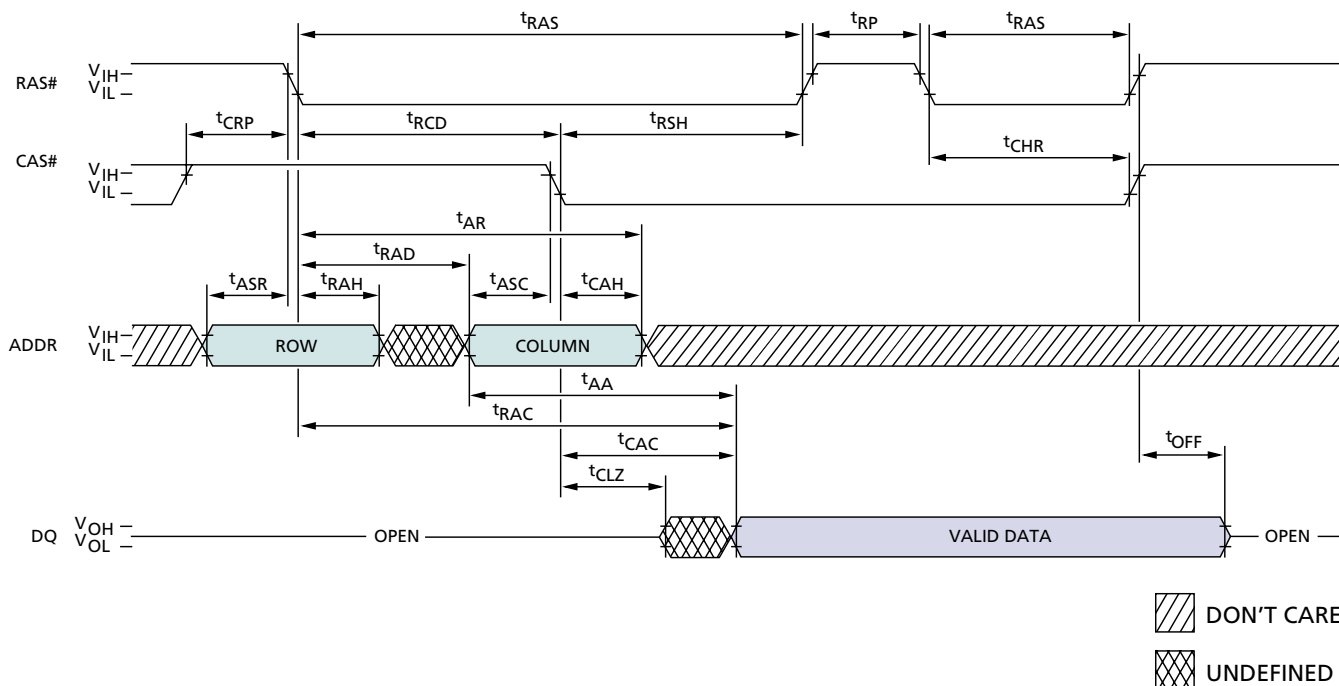 tRAS tRP tRAS
RAS# VIH
VIL
tCRP tRCD tRSH
CAS# VIH
VIL
tCHR
tAR
tRAD
tASR tRAH tASC tCAH
ADDR VIH
VIL
ROW COLUMN
tAA
tRAC
tCAC tOFF
tCLZ
DQ VOH
VOL
OPEN VALID DATA OPEN
DON'T CARE
UNDEFINED